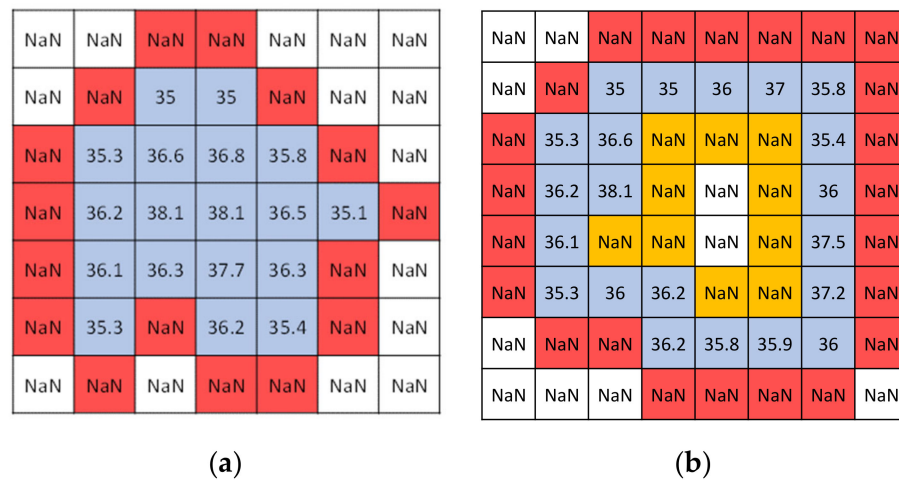 NaN NaN NaN NaN NaN NaN NaN
NaN NaN 35 35 NaN NaN NaN
NaN 35.3 36.6 36.8 35.8 NaN NaN
NaN 36.2 38.1 38.1 36.5 35.1 NaN
NaN 36.1 36.3 37.7 36.3 NaN NaN
NaN 35.3 NaN 36.2 35.4 NaN NaN
NaN NaN NaN NaN NaN NaN NaN
(a)
NaN NaN NaN NaN NaN NaN NaN NaN
NaN NaN 35 35 36 37 35.8 NaN
NaN 35.3 36.6 NaN NaN NaN 35.4 NaN
NaN 36.2 38.1 NaN NaN NaN 36 NaN
NaN 36.1 NaN NaN NaN NaN 37.5 NaN
NaN 35.3 36 36.2 NaN NaN 37.2 NaN
NaN NaN NaN 36.2 35.8 35.9 36 NaN
NaN NaN NaN NaN NaN NaN NaN NaN
(b)